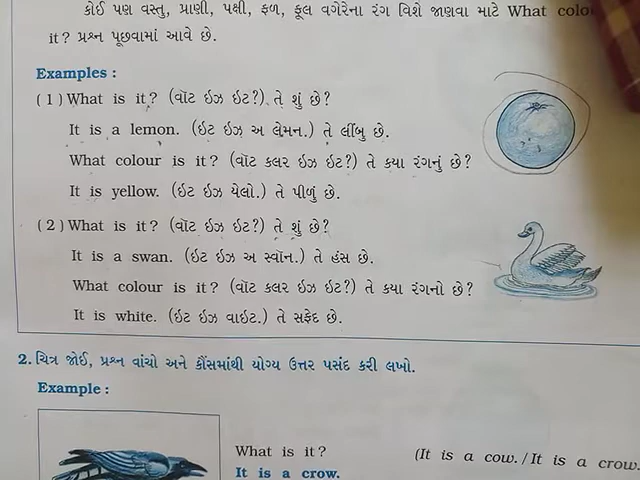 કોઈ પણ વસ્તુ, પ્રાણી, પક્ષી, ફળ, ફૂલ વગેરેના રંગ વિશે જાણવા માટે What
it? પ્રશ્ન પૂછવામાં આવે છે.
Examples :
( 1 ) What is it? (વૉટ ઇઝ ઇટ?) તે શું છે?
It is a lemon. (ઇટ ઇઝ અ લેમન.) તે લીંબુ છે.
What colour is it? (વૉટ કલર ઇઝ ઇટ?) તે કયા રંગનું છે?
It is yellow. (ઇટ ઇઝ યેલો.) તે પીળું છે.
( 2 ) What is it? (વૉટ ઇઝ ઇટ?) તે શું છે?
It is a swan. (ઇટ ઇઝ અ સ્વૉન.) તે હંસ છે.
What colour is it? (વૉટ કલર ઇઝ ઇટ?) તે કયા રંગનો છે?
It is white. (ઇટ ઇઝ વાઇટ.) તે સફેદ છે.
2. ચિત્ર જોઈ, પ્રશ્ન વાંચો અને કૌંસમાંથી યોગ્ય ઉત્તર પસંદ કરી લખો.
Example :
What is it? (It is a cow. / It is a crow.
It is a crow.